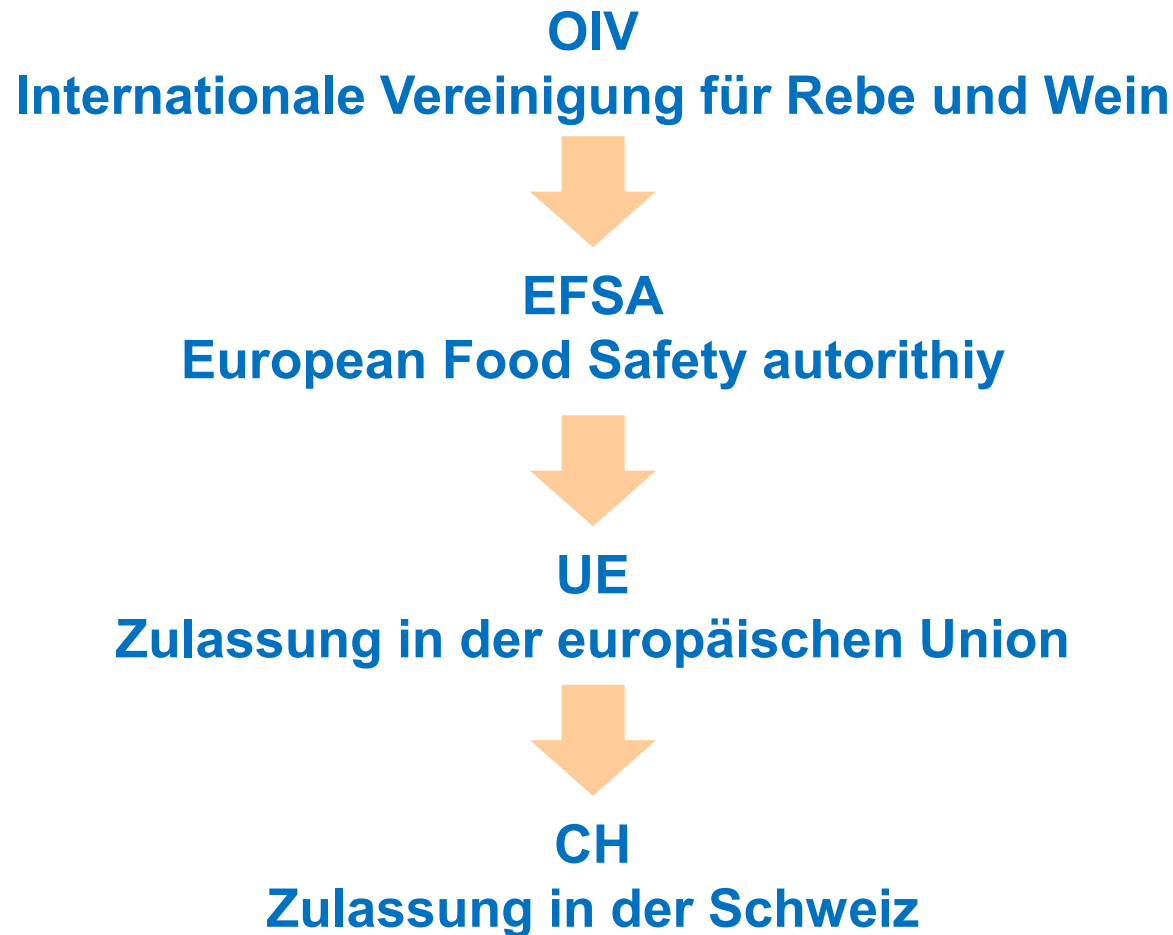 OIV
Internationale Vereinigung für Rebe und Wein
EFSA
European Food Safety autorithiy
UE
Zulassung in der europäischen Union
CH
Zulassung in der Schweiz